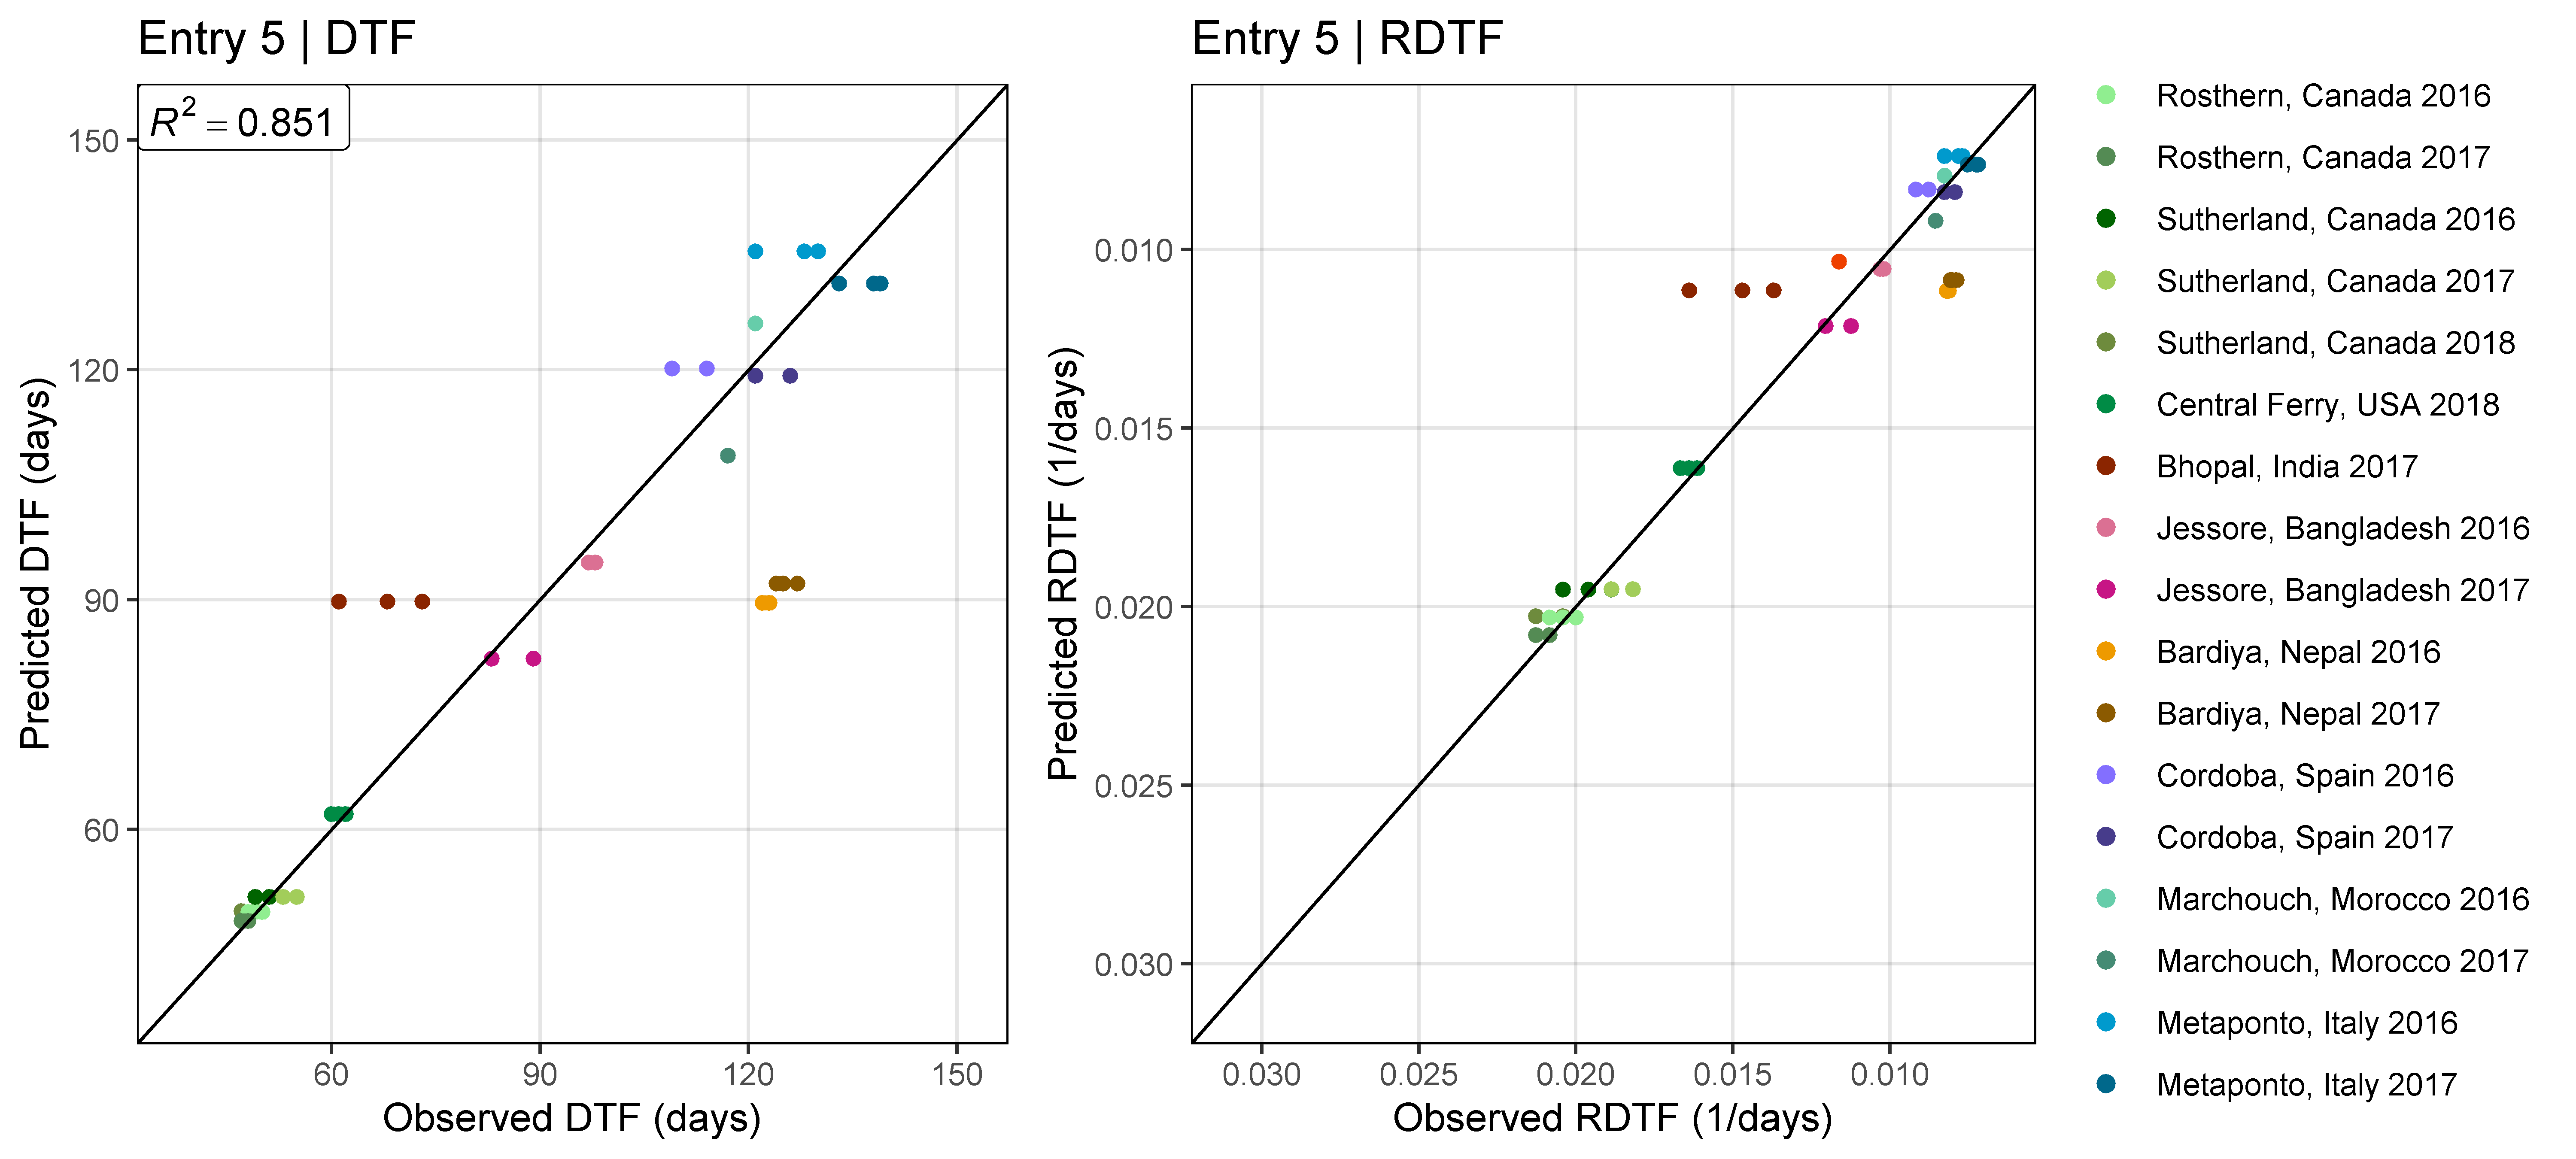 Entry 5 | DTF
R² = 0.851
Predicted DTF (days)
150
120
90
60
60 90 120 150
Observed DTF (days)
Entry 5 | RDTF
Predicted RDTF (1/days)
0.010
0.015
0.020
0.025
0.030
0.030 0.025 0.020 0.015 0.010
Observed RDTF (1/days)
Rosthern, Canada 2016
Rosthern, Canada 2017
Sutherland, Canada 2016
Sutherland, Canada 2017
Sutherland, Canada 2018
Central Ferry, USA 2018
Bhopal, India 2017
Jessore, Bangladesh 2016
Jessore, Bangladesh 2017
Bardiya, Nepal 2016
Bardiya, Nepal 2017
Cordoba, Spain 2016
Cordoba, Spain 2017
Marchouch, Morocco 2016
Marchouch, Morocco 2017
Metaponto, Italy 2016
Metaponto, Italy 2017